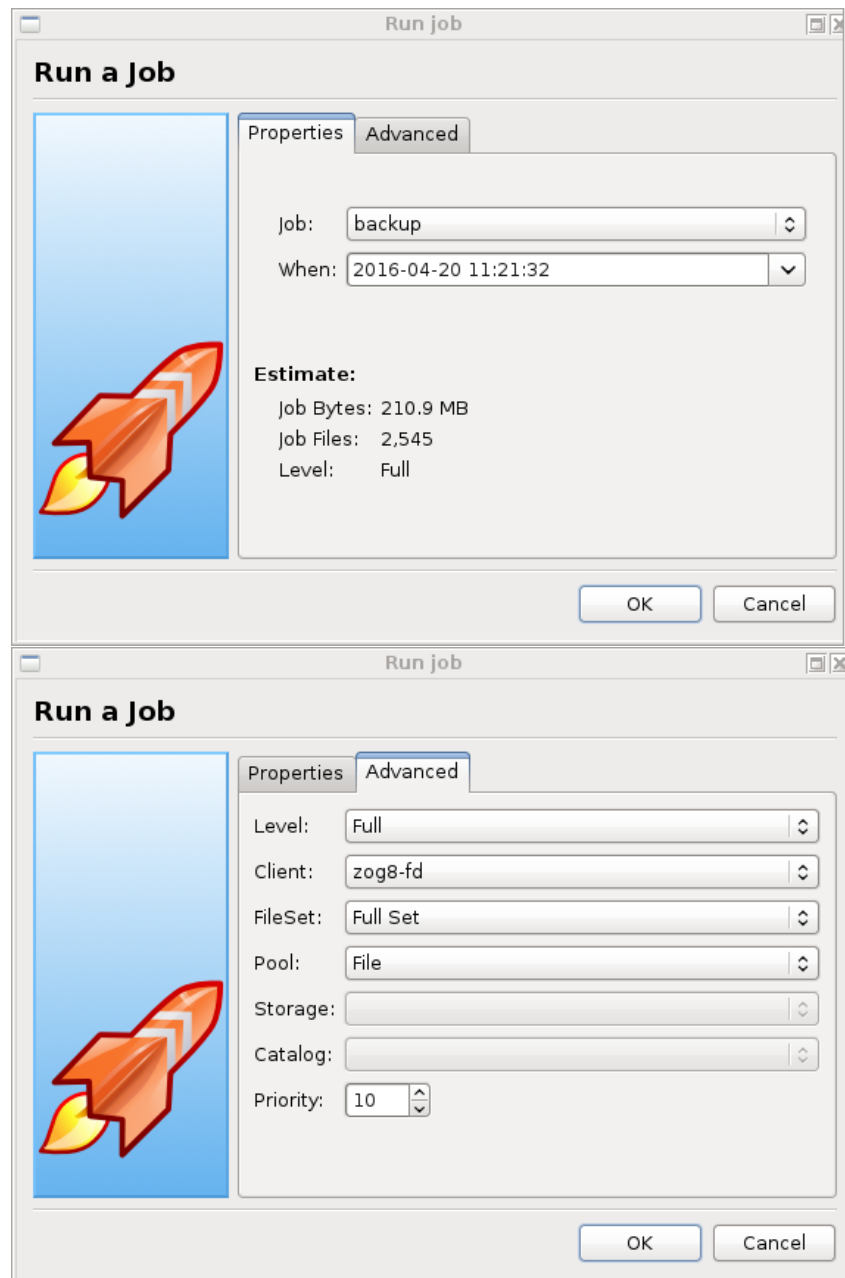 Run job
Run a Job
Properties Advanced
Job: backup
When: 2016-04-20 11:21:32
Estimate:
Job Bytes: 210.9 MB
Job Files: 2,545
Level: Full
OK Cancel
Run job
Run a Job
Properties Advanced
Level: Full
Client: zog8-fd
FileSet: Full Set
Pool: File
Storage:
Catalog:
Priority: 10
OK Cancel